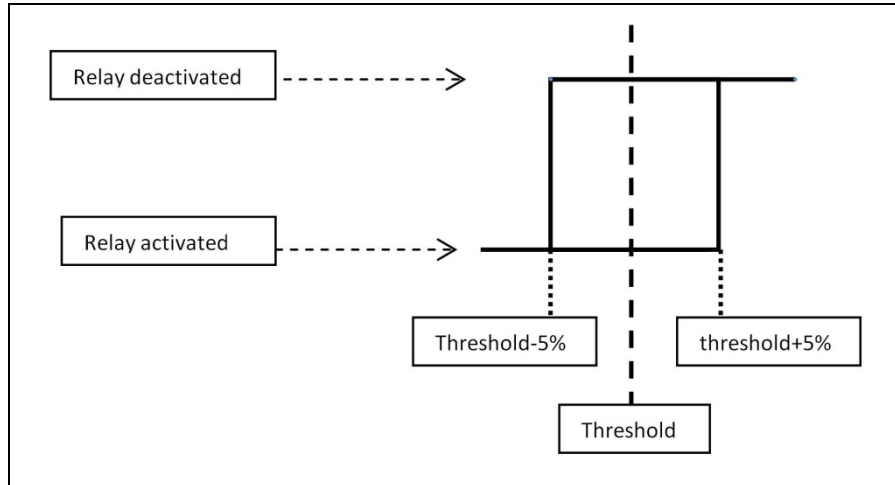 Relay deactivated
Relay activated
Threshold-5%
threshold+5%
Threshold